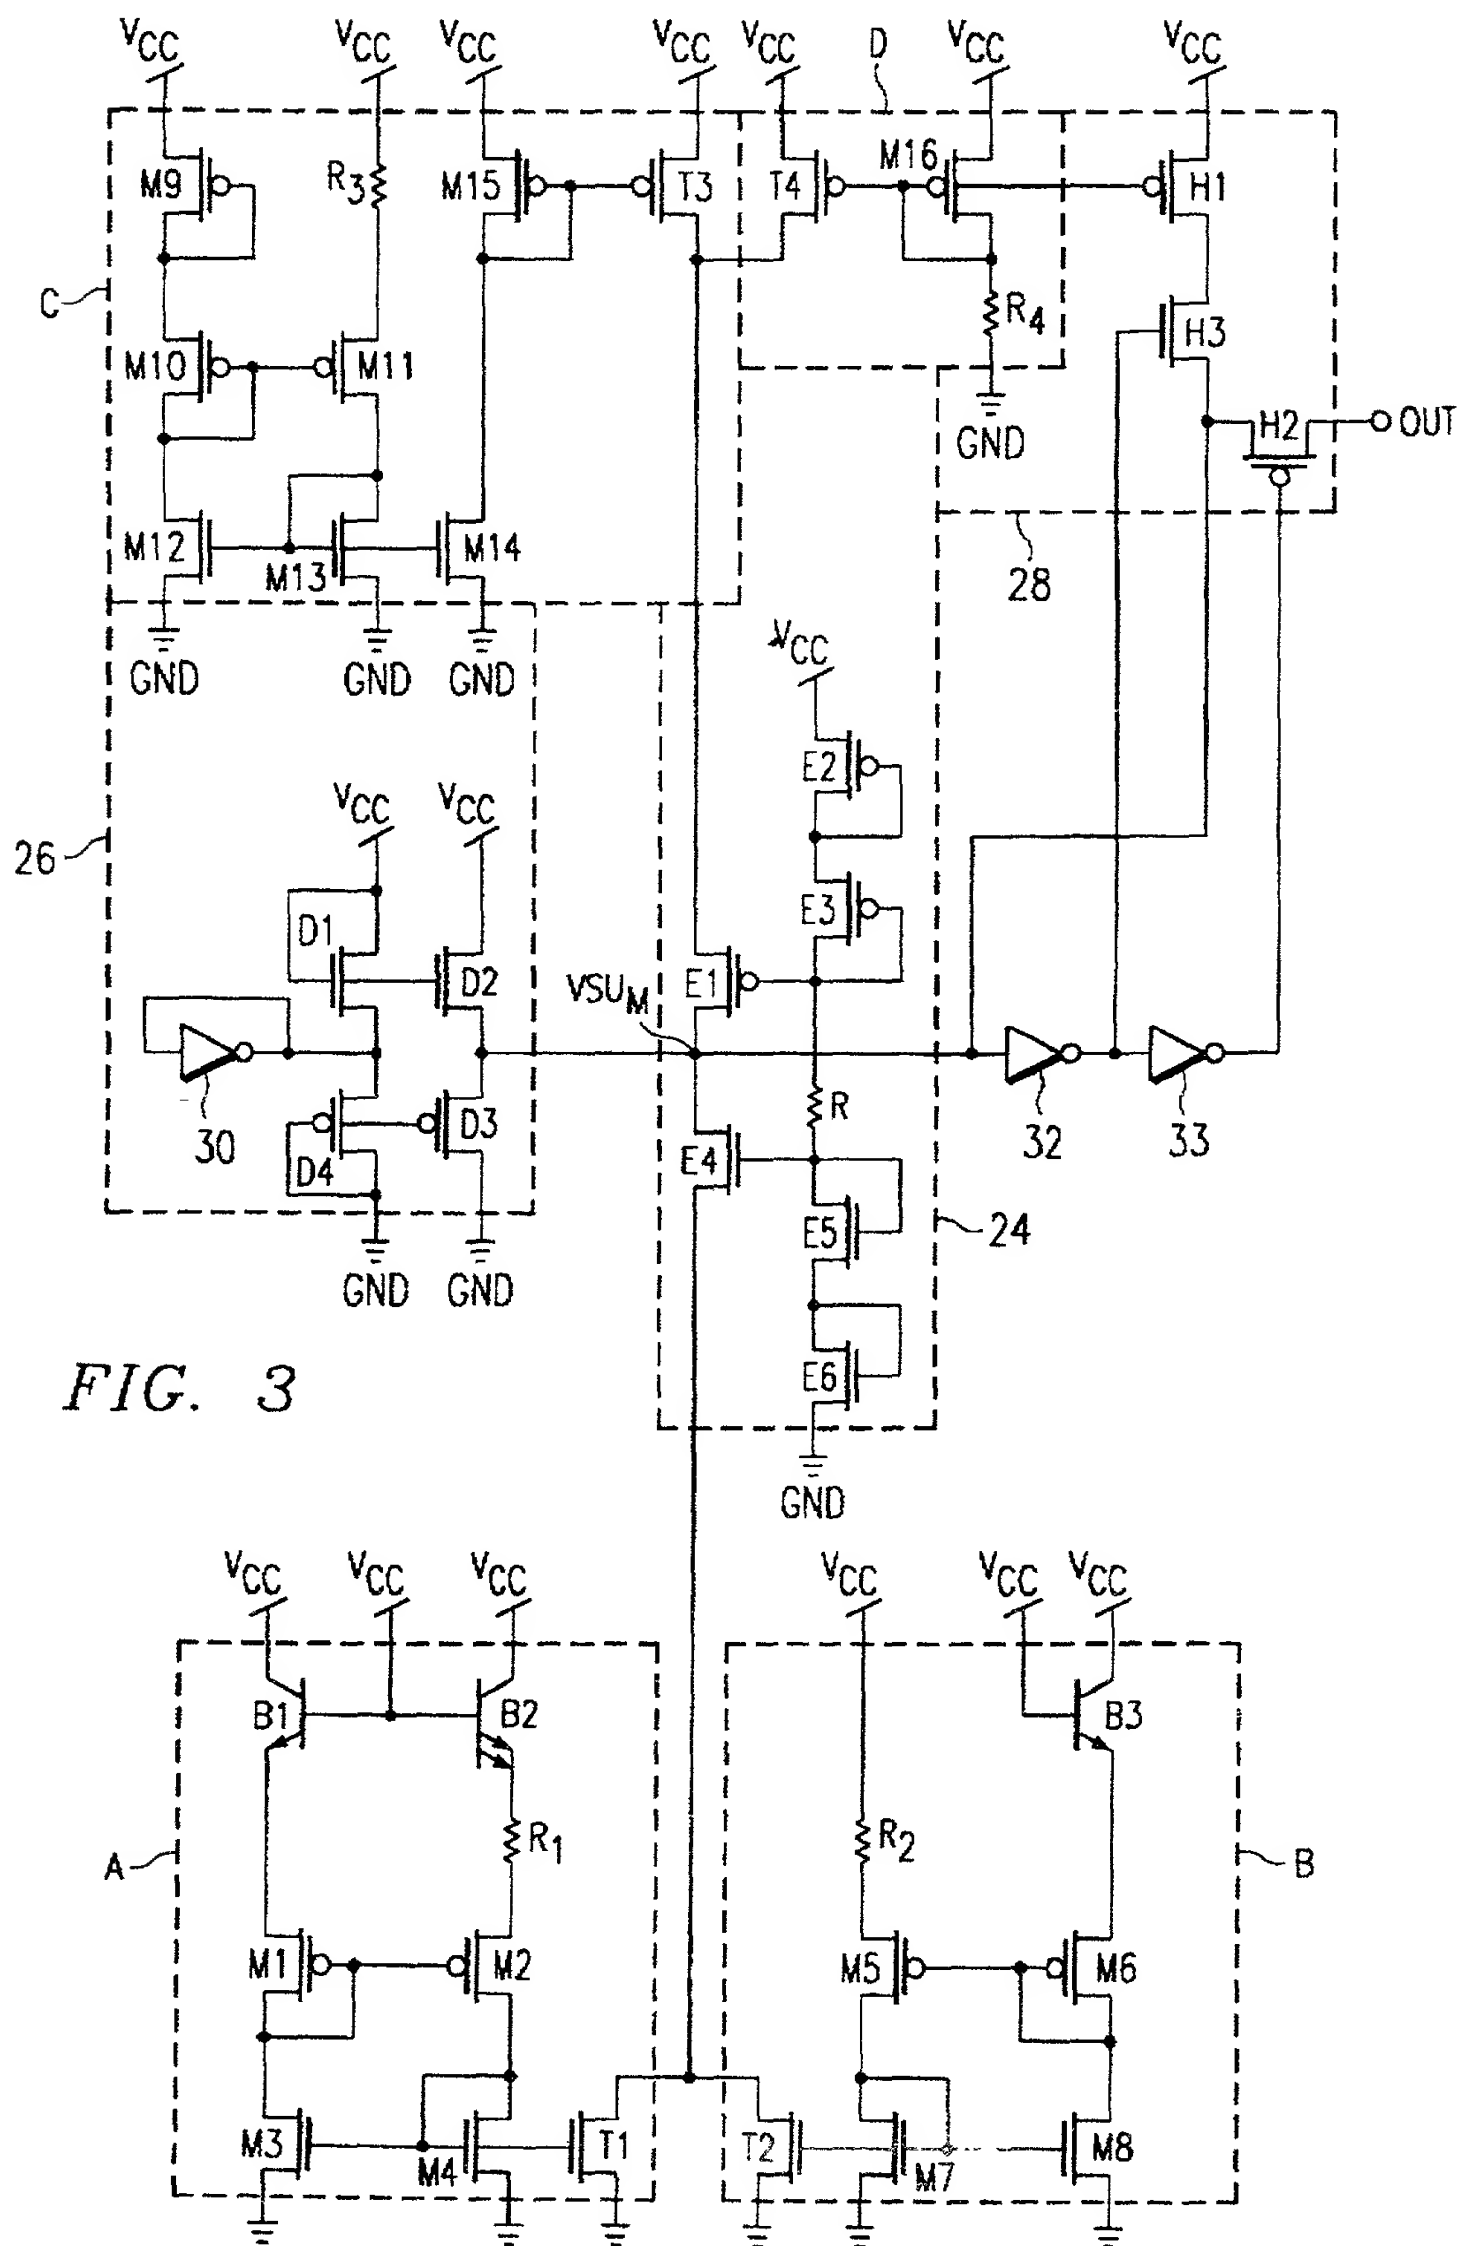 VCC VCC VCC VCC VCC D VCC VCC
M9 R3 M15 T3 T4 M16 H1
C
R4 H3
M10 M11
H2 OUT
GND
M12 M13 M14
28
GND GND GND
VCC
E2
VCC VCC
26
E3
D1
D2 E1
VSUM
R
30 D4 D3 E4 32 33
E5 24
GND GND
E6
FIG. 3
GND
VCC VCC VCC VCC VCC VCC
B1 B2 B3
R1 R2
A B
M1 M2 M5 M6
M3 M4 T1 T2 M7 M8